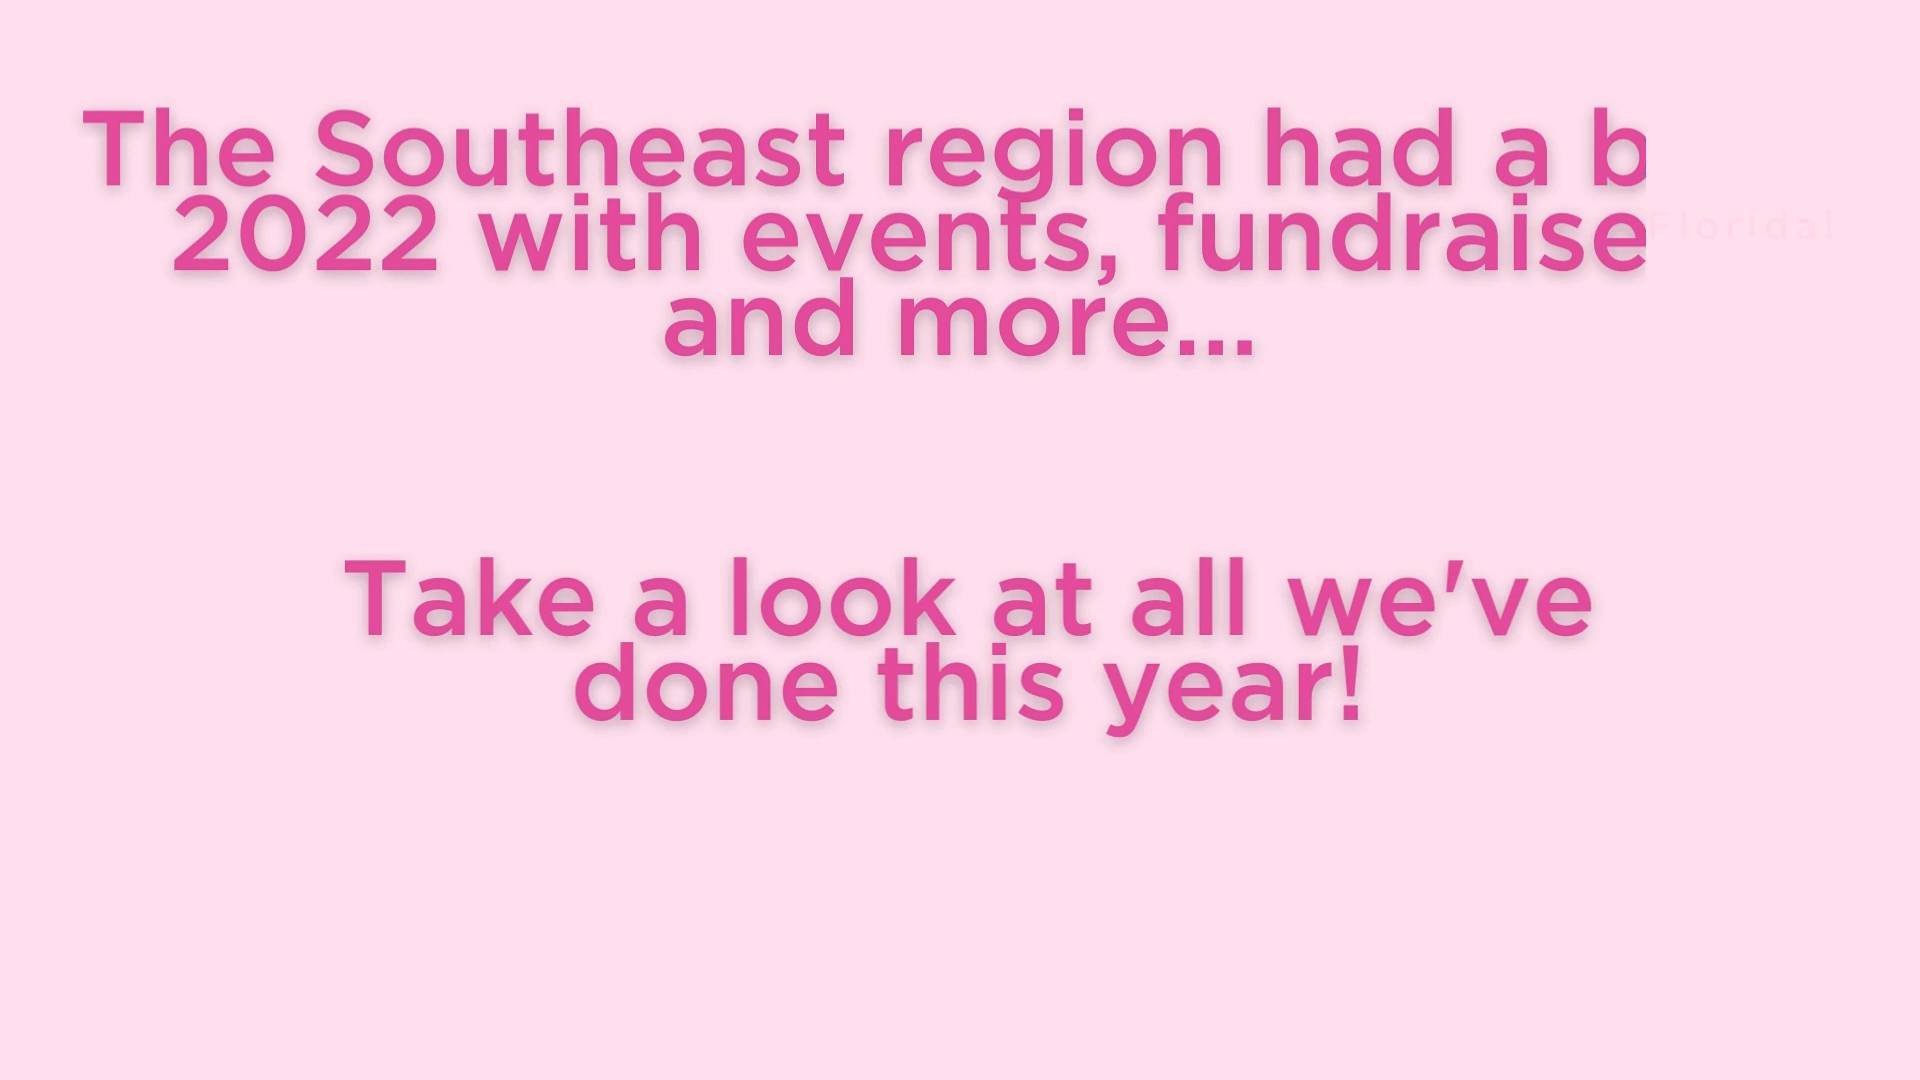 The Southeast region had a b
2022 with events, fundraise
Florida!
and more...
Take a look at all we've
done this year!